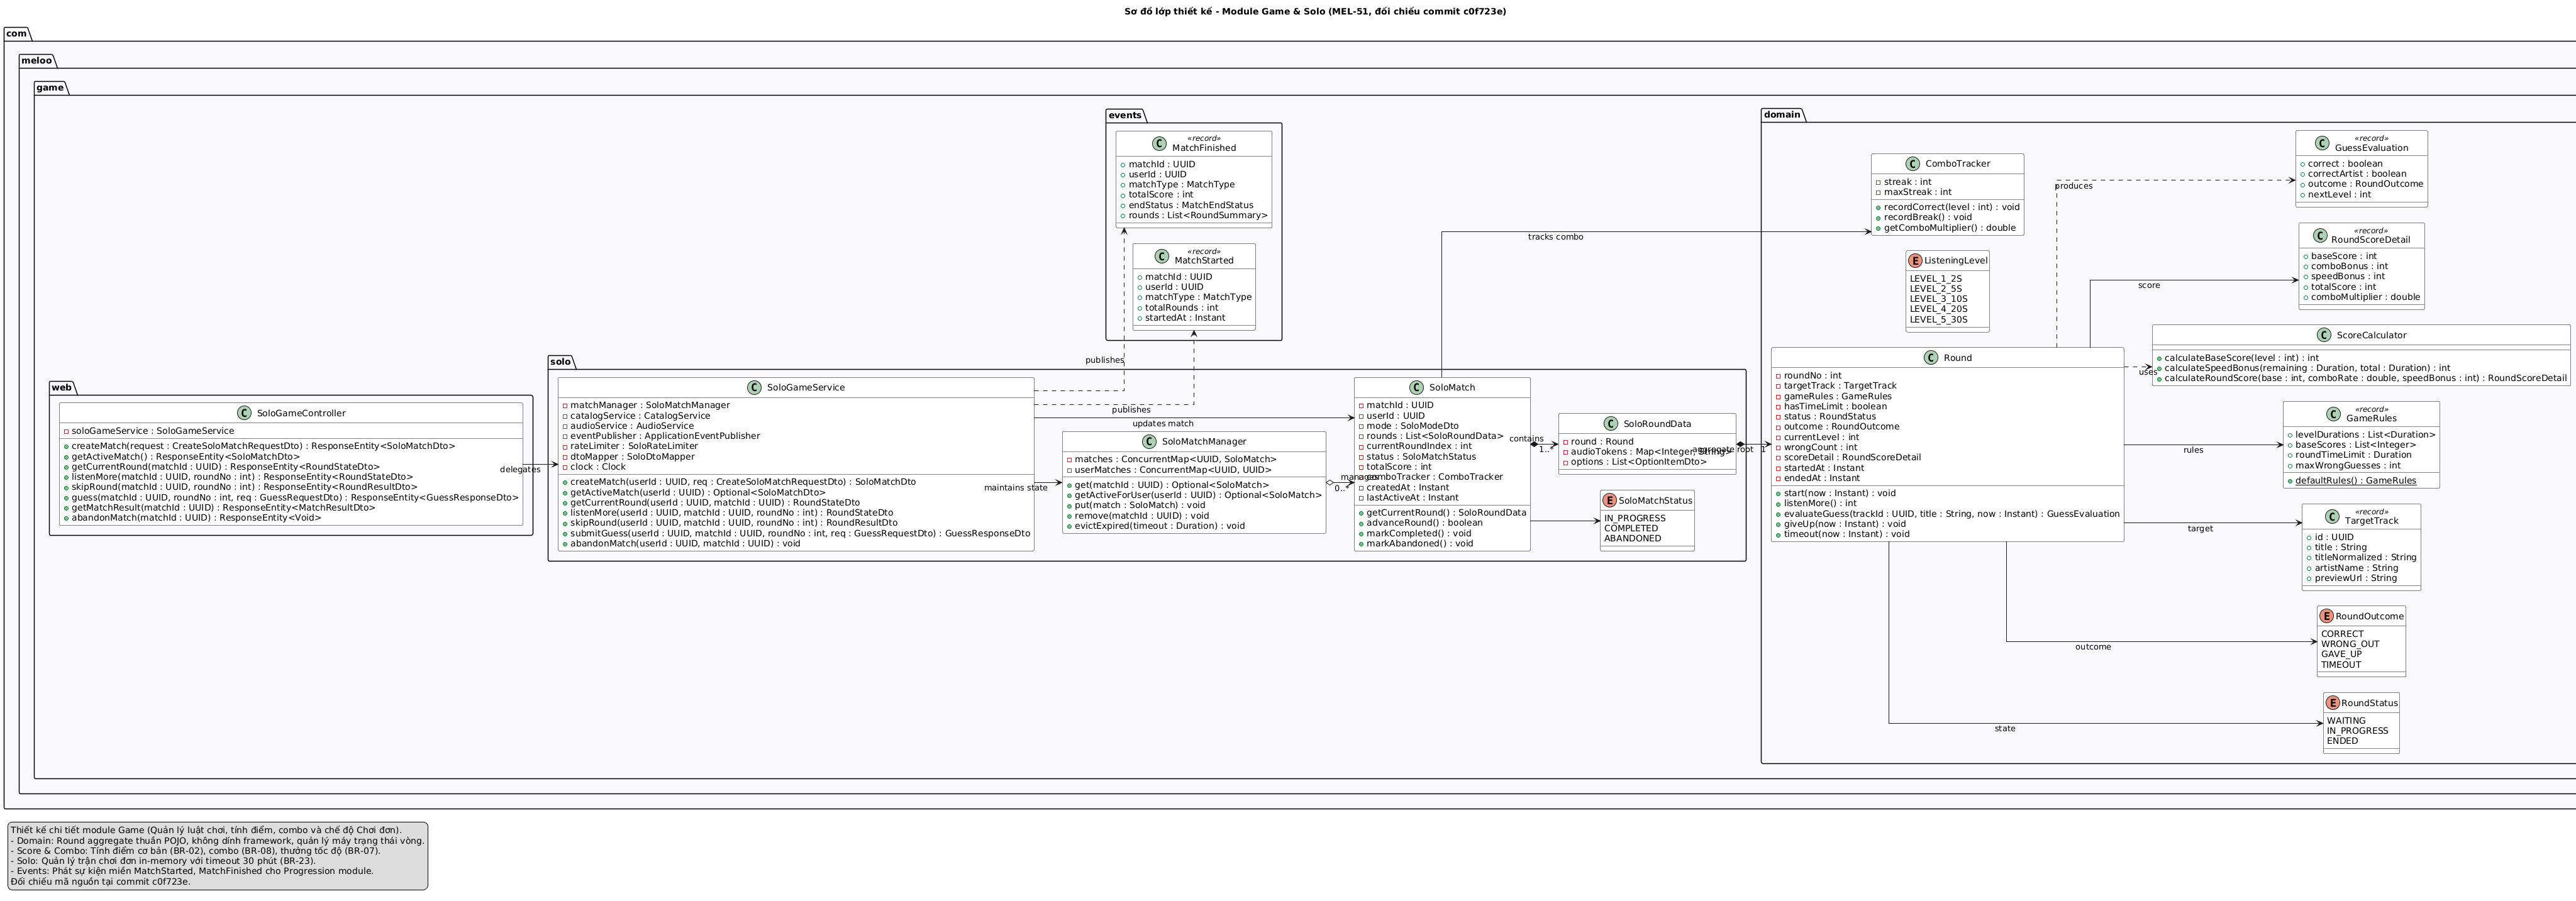 Sơ đồ lớp thiết kế - Module Game & Solo (MEL-51, đối chiếu commit c0f723e)
com
meloo
game
events
«record»
MatchFinished
matchId : UUID
userId : UUID
matchType : MatchType
totalScore : int
endStatus : MatchEndStatus
rounds : List<RoundSummary>
«record»
MatchStarted
matchId : UUID
userId : UUID
matchType : MatchType
totalRounds : int
startedAt : Instant
publishes
publishes
web
SoloGameController
soloGameService : SoloGameService
createMatch(request : CreateSoloMatchRequestDto) : ResponseEntity<SoloMatchDto>
getActiveMatch() : ResponseEntity<SoloMatchDto>
getCurrentRound(matchId : UUID) : ResponseEntity<RoundStateDto>
listenMore(matchId : UUID, roundNo : int) : ResponseEntity<RoundStateDto>
skipRound(matchId : UUID, roundNo : int) : ResponseEntity<RoundResultDto>
guess(matchId : UUID, roundNo : int, req : GuessRequestDto) : ResponseEntity<GuessResponseDto>
getMatchResult(matchId : UUID) : ResponseEntity<MatchResultDto>
abandonMatch(matchId : UUID) : ResponseEntity<Void>
delegates
solo
SoloGameService
matchManager : SoloMatchManager
catalogService : CatalogService
audioService : AudioService
eventPublisher : ApplicationEventPublisher
rateLimiter : SoloRateLimiter
dtoMapper : SoloDtoMapper
clock : Clock
createMatch(userId : UUID, req : CreateSoloMatchRequestDto) : SoloMatchDto
getActiveMatch(userId : UUID) : Optional<SoloMatchDto>
getCurrentRound(userId : UUID, matchId : UUID) : RoundStateDto
listenMore(userId : UUID, matchId : UUID, roundNo : int) : RoundStateDto
skipRound(userId : UUID, matchId : UUID, roundNo : int) : RoundResultDto
submitGuess(userId : UUID, matchId : UUID, roundNo : int, req : GuessRequestDto) : GuessResponseDto
abandonMatch(userId : UUID, matchId : UUID) : void
updates match
maintains state
SoloMatchManager
matches : ConcurrentMap<UUID, SoloMatch>
userMatches : ConcurrentMap<UUID, UUID>
get(matchId : UUID) : Optional<SoloMatch>
getActiveForUser(userId : UUID) : Optional<SoloMatch>
put(match : SoloMatch) : void
remove(matchId : UUID) : void
evictExpired(timeout : Duration) : void
manages
0..*
SoloMatch
matchId : UUID
userId : UUID
mode : SoloModeDto
rounds : List<SoloRoundData>
currentRoundIndex : int
status : SoloMatchStatus
totalScore : int
comboTracker : ComboTracker
createdAt : Instant
lastActiveAt : Instant
getCurrentRound() : SoloRoundData
advanceRound() : boolean
markCompleted() : void
markAbandoned() : void
contains
1..*
SoloRoundData
round : Round
audioTokens : Map<Integer, String>
options : List<OptionItemDto>
aggregate root
1
SoloMatchStatus
IN_PROGRESS
COMPLETED
ABANDONED
tracks combo
domain
ComboTracker
streak : int
maxStreak : int
recordCorrect(level : int) : void
recordBreak() : void
getComboMultiplier() : double
ListeningLevel
LEVEL_1_2S
LEVEL_2_5S
LEVEL_3_10S
LEVEL_4_20S
LEVEL_5_30S
Round
roundNo : int
targetTrack : TargetTrack
gameRules : GameRules
hasTimeLimit : boolean
status : RoundStatus
outcome : RoundOutcome
currentLevel : int
wrongCount : int
scoreDetail : RoundScoreDetail
startedAt : Instant
endedAt : Instant
start(now : Instant) : void
listenMore() : int
evaluateGuess(trackId : UUID, title : String, now : Instant) : GuessEvaluation
giveUp(now : Instant) : void
timeout(now : Instant) : void
produces
score
uses
rules
target
outcome
state
«record»
GuessEvaluation
correct : boolean
correctArtist : boolean
outcome : RoundOutcome
nextLevel : int
«record»
RoundScoreDetail
baseScore : int
comboBonus : int
speedBonus : int
totalScore : int
comboMultiplier : double
ScoreCalculator
calculateBaseScore(level : int) : int
calculateSpeedBonus(remaining : Duration, total : Duration) : int
calculateRoundScore(base : int, comboRate : double, speedBonus : int) : RoundScoreDetail
«record»
GameRules
levelDurations : List<Duration>
baseScores : List<Integer>
roundTimeLimit : Duration
maxWrongGuesses : int
defaultRules() : GameRules
«record»
TargetTrack
id : UUID
title : String
titleNormalized : String
artistName : String
previewUrl : String
RoundOutcome
CORRECT
WRONG_OUT
GAVE_UP
TIMEOUT
RoundStatus
WAITING
IN_PROGRESS
ENDED
Thiết kế chi tiết module Game (Quản lý luật chơi, tính điểm, combo và chế độ Chơi đơn).
- Domain: Round aggregate thuần POJO, không dính framework, quản lý máy trạng thái vòng.
- Score & Combo: Tính điểm cơ bản (BR-02), combo (BR-08), thưởng tốc độ (BR-07).
- Solo: Quản lý trận chơi đơn in-memory với timeout 30 phút (BR-23).
- Events: Phát sự kiện miền MatchStarted, MatchFinished cho Progression module.
Đối chiếu mã nguồn tại commit c0f723e.